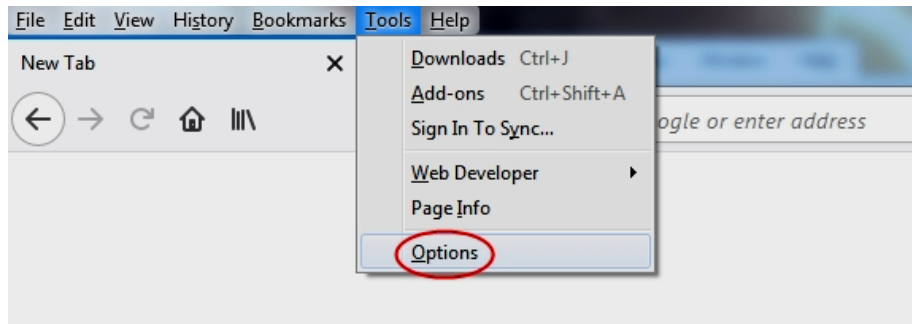 File Edit View History Bookmarks Tools Help
New Tab
Downloads Ctrl+J
Add-ons Ctrl+Shift+A
Sign In To Sync...
ogle or enter address
Web Developer
Page Info
Options